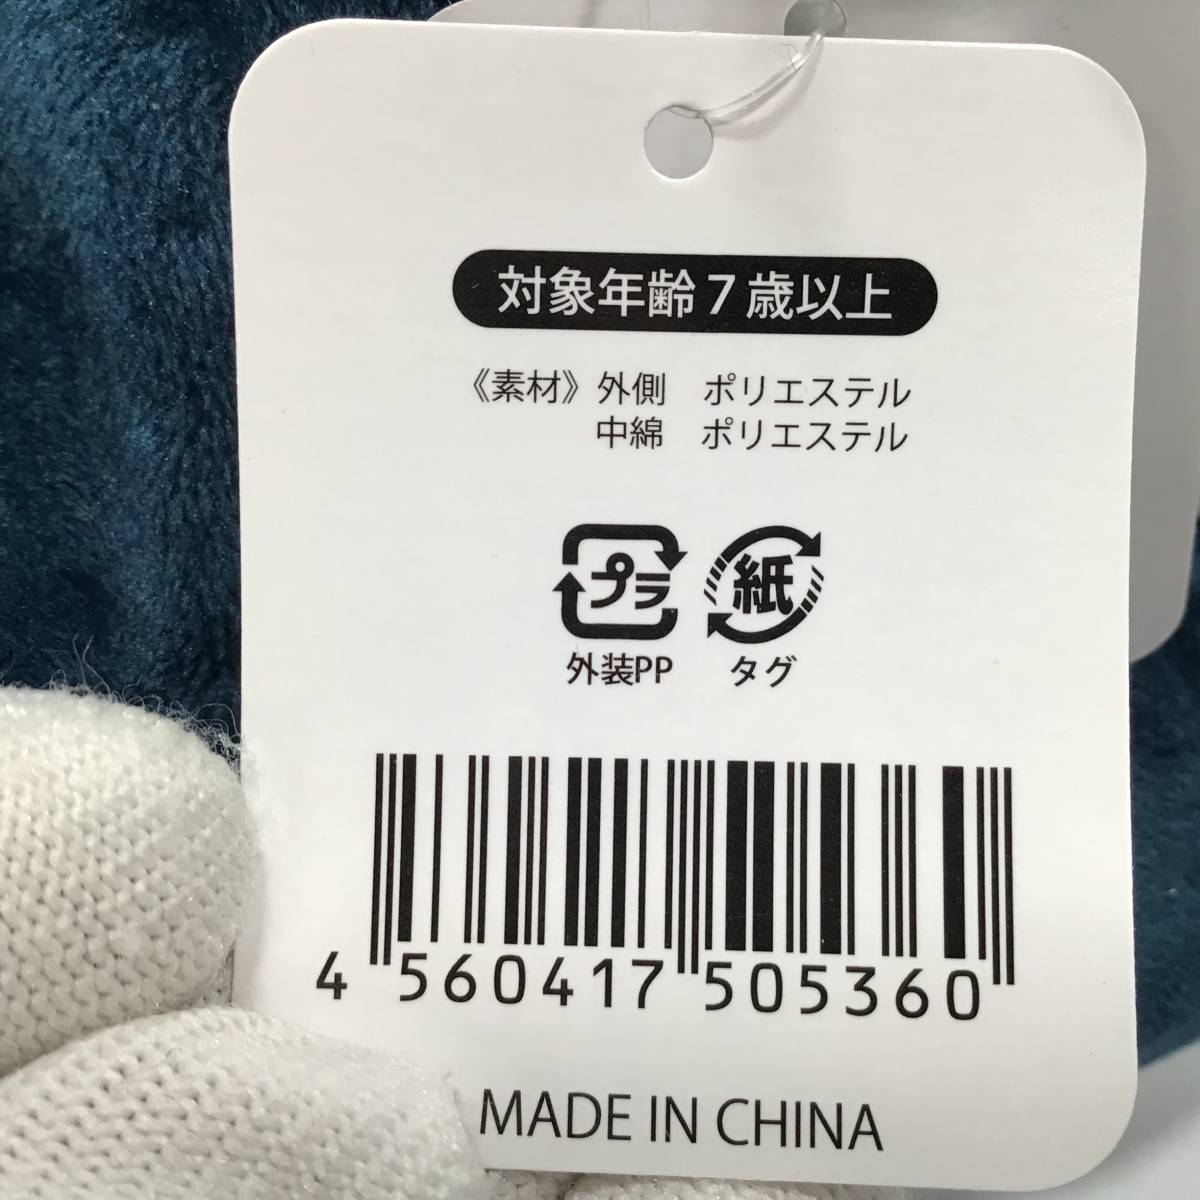 対象年齢7歳以上
《素材》外側　ポリエステル
中綿　ポリエステル
プラ 紙
外装PP タグ
4 560417 505360
MADE IN CHINA